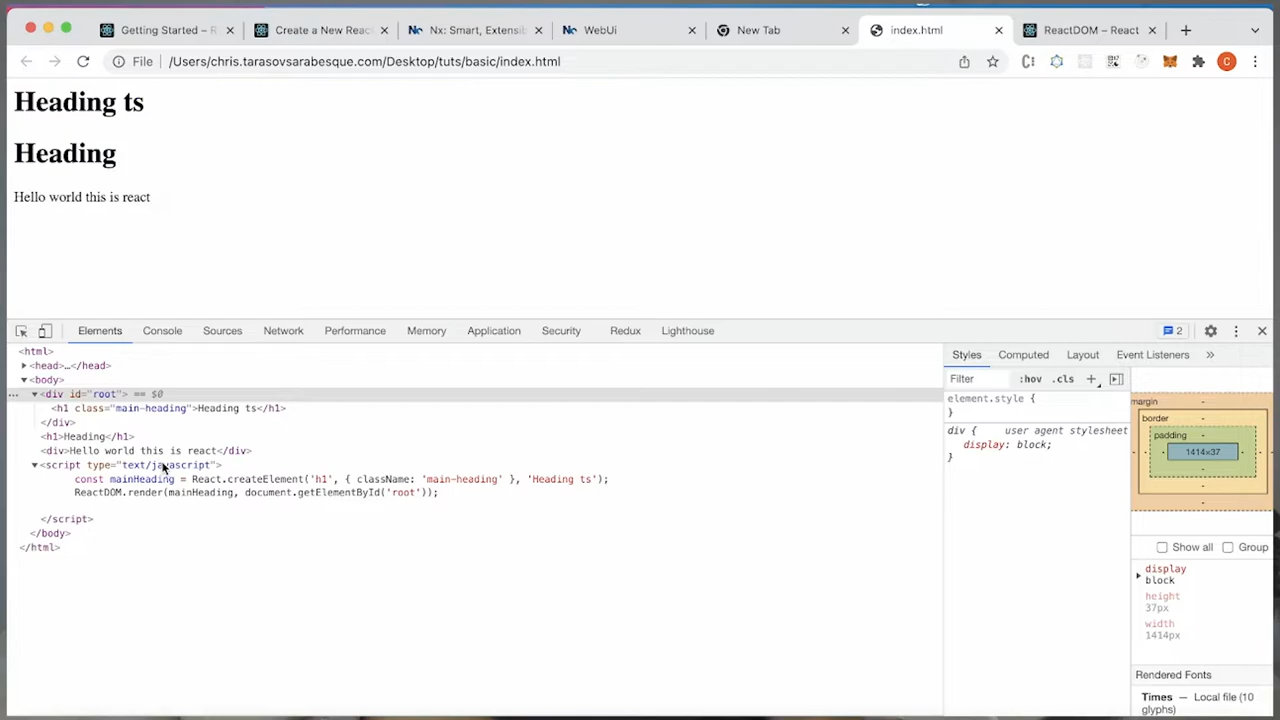 Getting Started – R
Create a New Reac
Nx: Smart, Extensib
WebUi
New Tab
index.html
ReactDOM – React
File
/Users/chris.tarasovsarabesque.com/Desktop/tuts/basic/index.html
C
Heading ts
Heading
Hello world this is react
Elements
Console
Sources
Network
Performance
Memory
Application
Security
Redux
Lighthouse
2
<html>
<head>…</head>
<body>
<div id="root"> == $0
<h1 class="main-heading">Heading ts</h1>
</div>
<h1>Heading</h1>
<div>Hello world this is react</div>
<script type="text/javascript">
const mainHeading = React.createElement('h1', { className: 'main-heading' }, 'Heading ts');
ReactDOM.render(mainHeading, document.getElementById('root'));
</script>
</body>
</html>
Styles
Computed
Layout
Event Listeners
»
Filter
:hov .cls +
element.style {
}
div { user agent stylesheet
display: block;
}
margin -
border -
padding -
- - - 1414×37 - - -
-
-
-
Show all
Group
display
block
height
37px
width
1414px
Rendered Fonts
Times — Local file (10
glyphs)